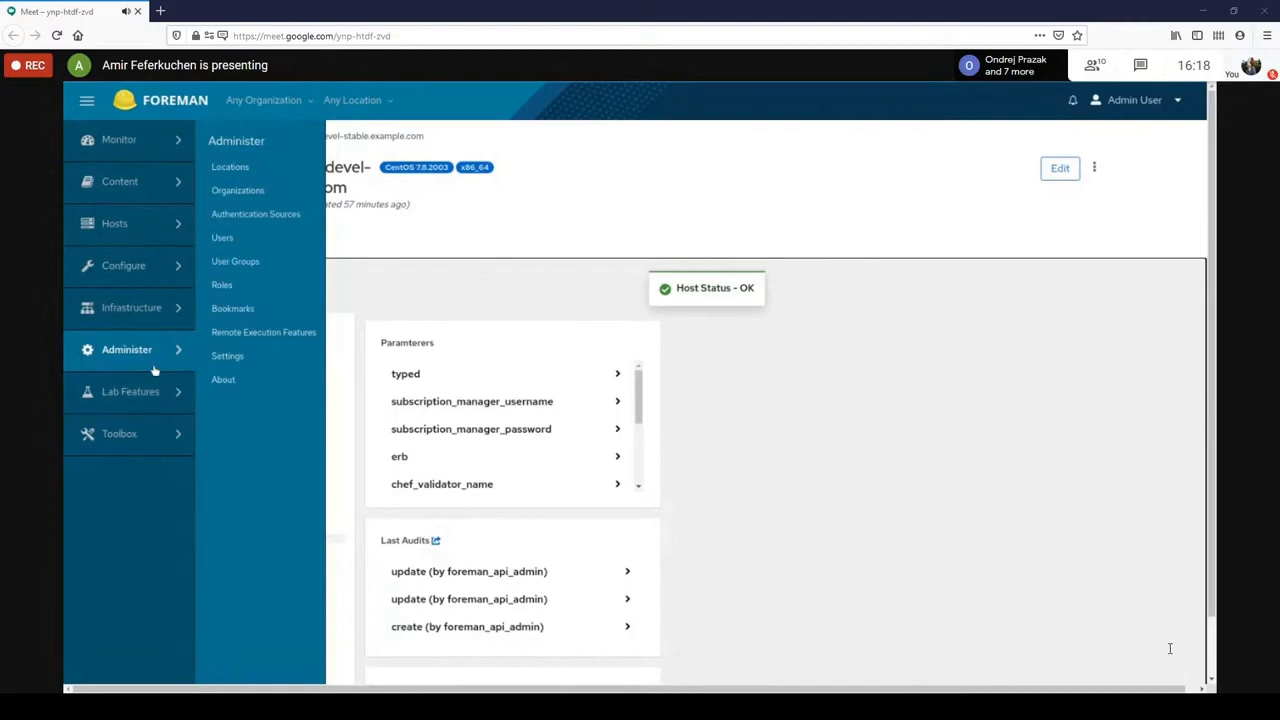 Meet – ynp-htdf-zvd
https://meet.google.com/ynp-htdf-zvd
REC
A
Amir Feferkuchen is presenting
O
Ondrej Prazak
and 7 more
10
16:18
You
FOREMAN
Any Organization
Any Location
Admin User
Monitor
Content
Hosts
Configure
Infrastructure
Administer
Lab Features
Toolbox
Administer
Locations
Organizations
Authentication Sources
Users
User Groups
Roles
Bookmarks
Remote Execution Features
Settings
About
evel-stable.example.com
devel-
om
CentOS 7.8.2003
x86_64
ated 57 minutes ago)
Edit
Host Status - OK
Paramterers
typed
subscription_manager_username
subscription_manager_password
erb
chef_validator_name
Last Audits
update (by foreman_api_admin)
update (by foreman_api_admin)
create (by foreman_api_admin)